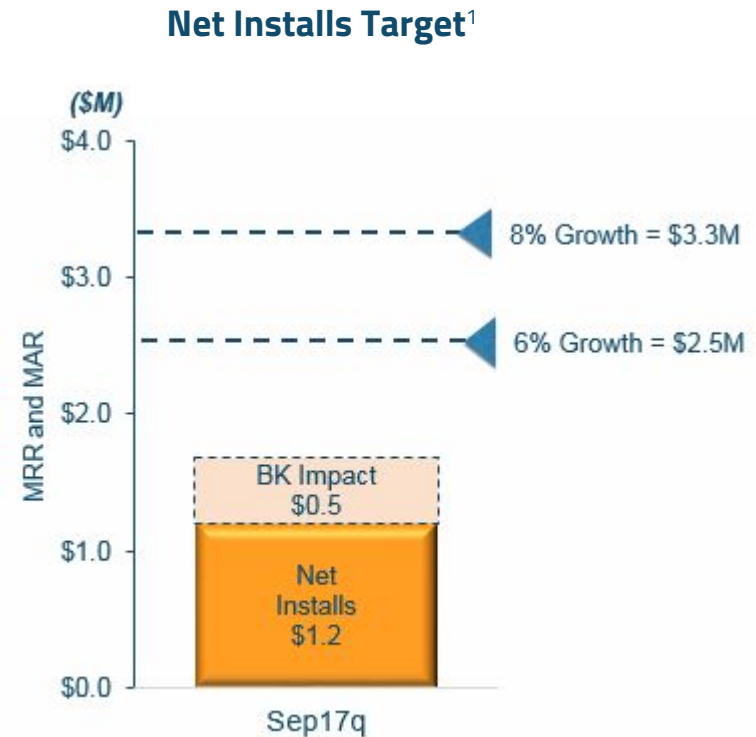 Net Installs Target¹
($M)
$4.0
8% Growth = $3.3M
$3.0
6% Growth = $2.5M
MRR and MAR
$2.0
BK Impact
$0.5
$1.0
Net
Installs
$1.2
$0.0
Sep17q